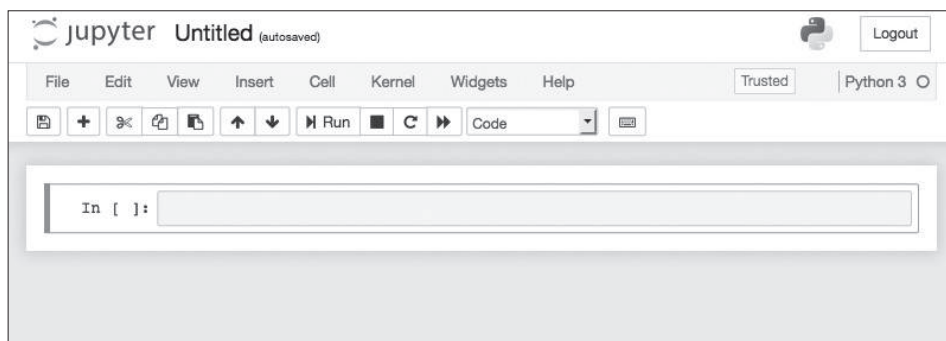 jupyter Untitled (autosaved) Logout
File Edit View Insert Cell Kernel Widgets Help Trusted Python 3
Run Code
In [ ]: